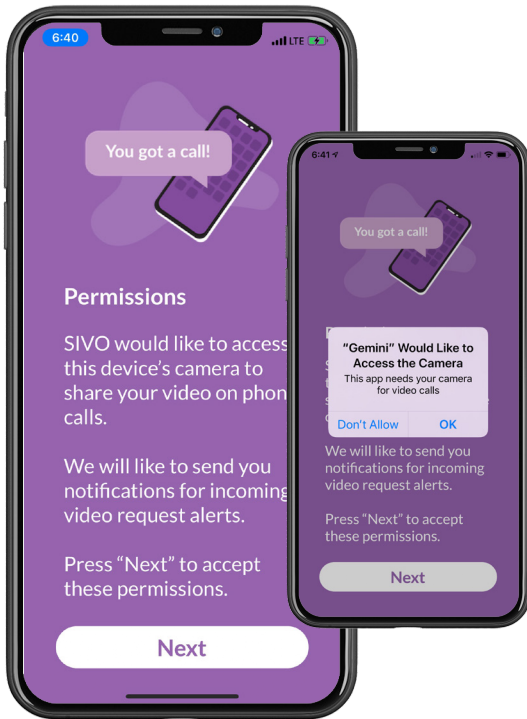 6:40
LTE
You got a call!
Permissions
SIVO would like to access
this device's camera to
share your video on phon
calls.
We will like to send you
notifications for incoming
video request alerts.
Press “Next” to accept
these permissions.
Next
6:41
You got a call!
“Gemini” Would Like to
Access the Camera
This app needs your camera
for video calls
Don't Allow
OK
We will like to send you
notifications for incoming
video request alerts.
Press “Next” to accept
these permissions.
Next